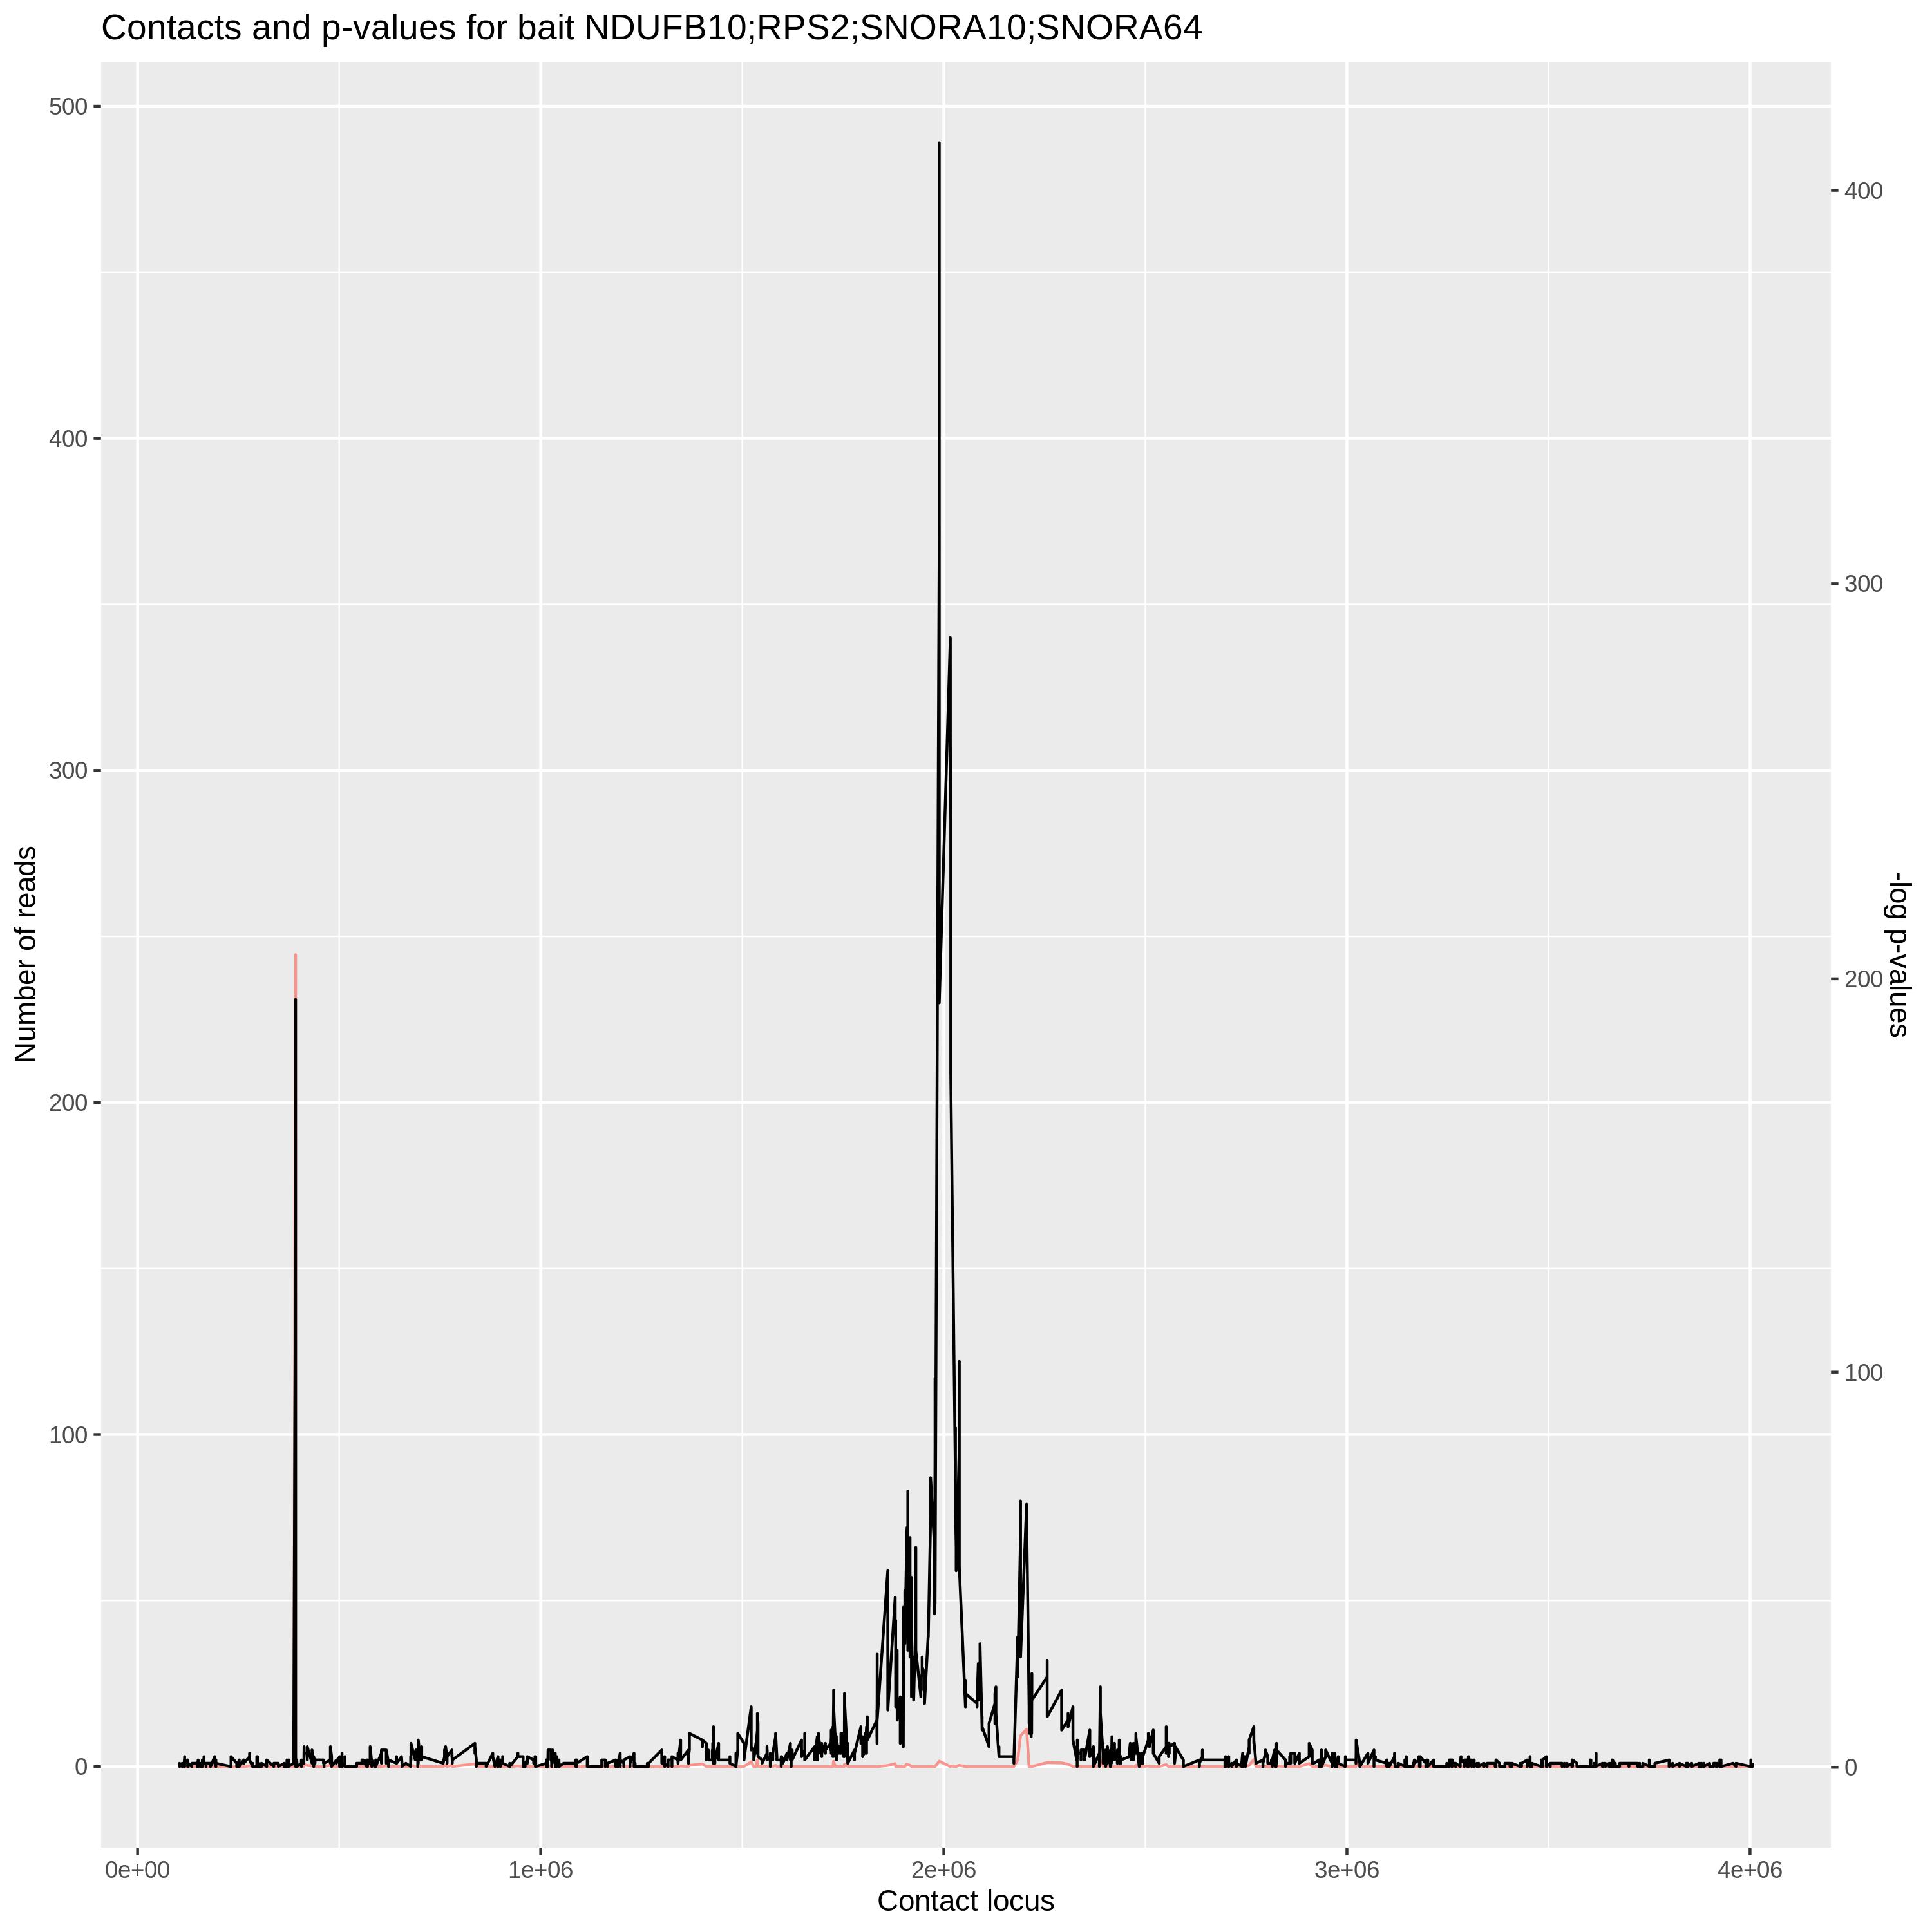 Contacts and p-values for bait NDUFB10;RPS2;SNORA10;SNORA64
500
400
300
200
100
0
Number of reads
400
300
200
100
0
-log p-values
0e+00 1e+06 2e+06 3e+06 4e+06
Contact locus